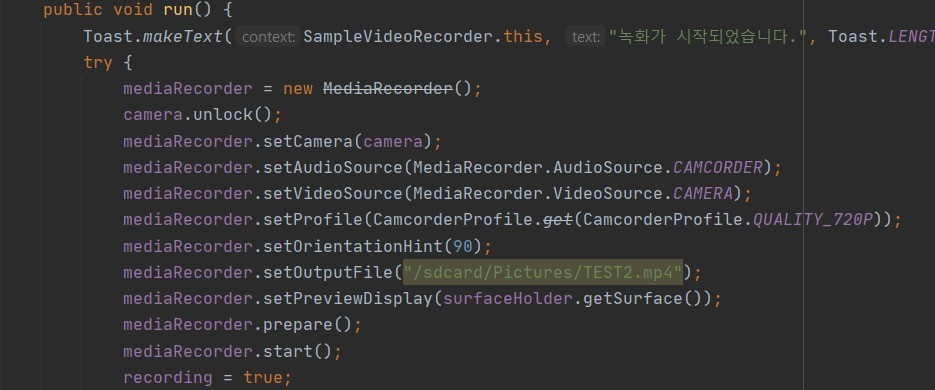 public void run() {
Toast.makeText( context: SampleVideoRecorder.this, text: "녹화가 시작되었습니다.", Toast.LENGT
try {
mediaRecorder = new MediaRecorder();
camera.unlock();
mediaRecorder.setCamera(camera);
mediaRecorder.setAudioSource(MediaRecorder.AudioSource.CAMCORDER);
mediaRecorder.setVideoSource(MediaRecorder.VideoSource.CAMERA);
mediaRecorder.setProfile(CamcorderProfile.get(CamcorderProfile.QUALITY_720P));
mediaRecorder.setOrientationHint(90);
mediaRecorder.setOutputFile("/sdcard/Pictures/TEST2.mp4");
mediaRecorder.setPreviewDisplay(surfaceHolder.getSurface());
mediaRecorder.prepare();
mediaRecorder.start();
recording = true;